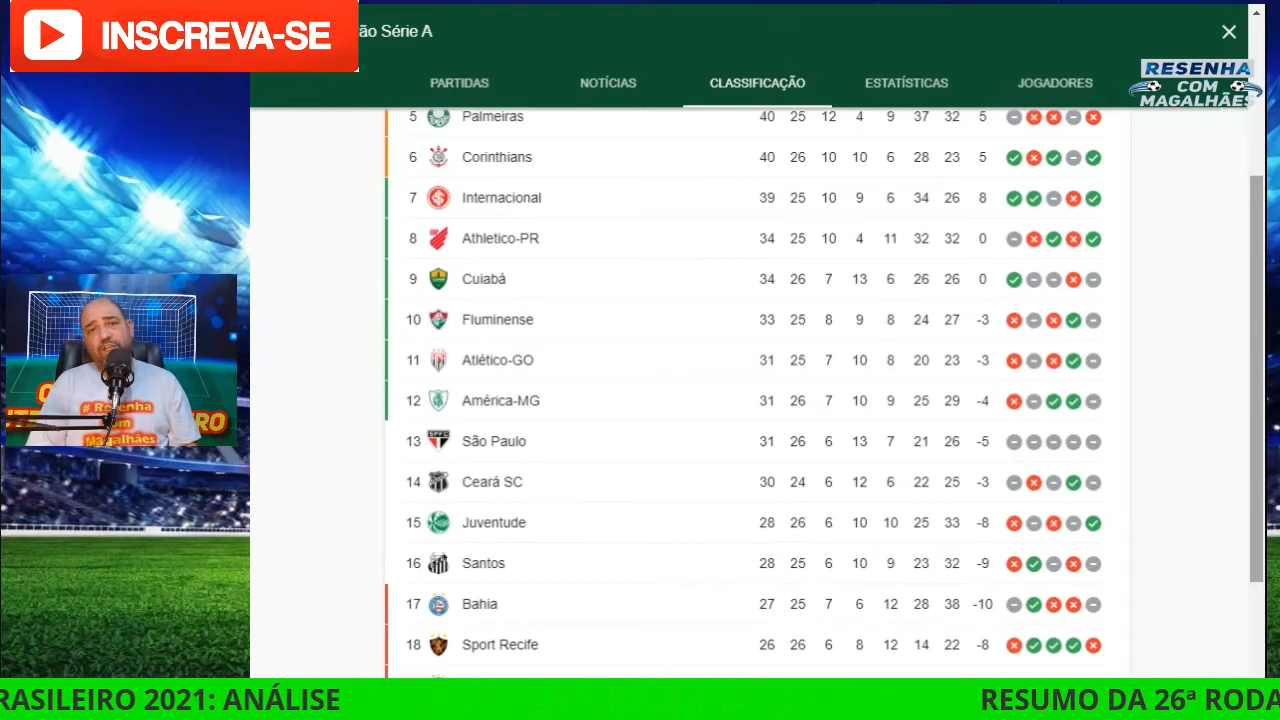 INSCREVA-SE
ão Série A
PARTIDAS NOTÍCIAS CLASSIFICAÇÃO ESTATÍSTICAS JOGADORES
RESENHA
COM
MAGALHÃES
5 Palmeiras 40 25 12 4 9 37 32 5
6 Corinthians 40 26 10 10 6 28 23 5
7 Internacional 39 25 10 9 6 34 26 8
8 Athletico-PR 34 25 10 4 11 32 32 0
9 Cuiabá 34 26 7 13 6 26 26 0
10 Fluminense 33 25 8 9 8 24 27 -3
11 Atlético-GO 31 25 7 10 8 20 23 -3
12 América-MG 31 26 7 10 9 25 29 -4
13 São Paulo 31 26 6 13 7 21 26 -5
14 Ceará SC 30 24 6 12 6 22 25 -3
15 Juventude 28 26 6 10 10 25 33 -8
16 Santos 28 25 6 10 9 23 32 -9
17 Bahia 27 25 7 6 12 28 38 -10
18 Sport Recife 26 26 6 8 12 14 22 -8
# Resenha
com
Magalhães
RASILEIRO 2021: ANÁLISE RESUMO DA 26ª RODA